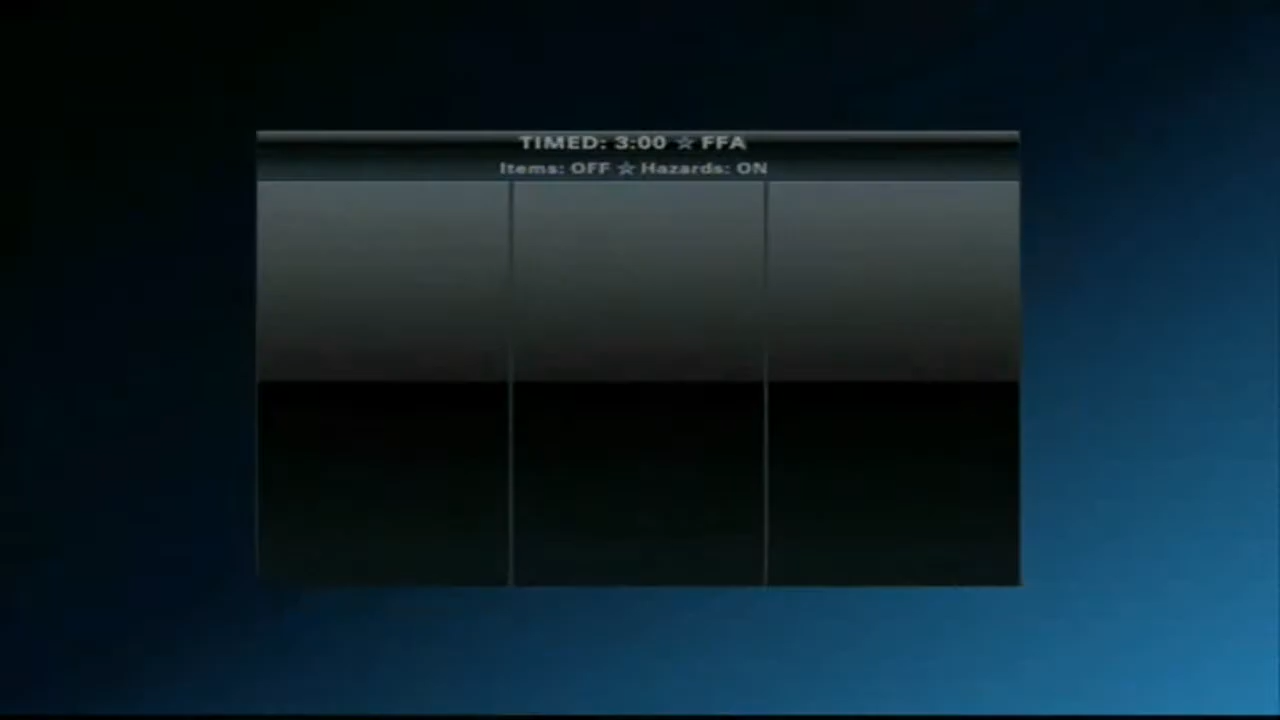 TIMED: 3:00 ☆ FFA
Items: OFF ☆ Hazards: ON